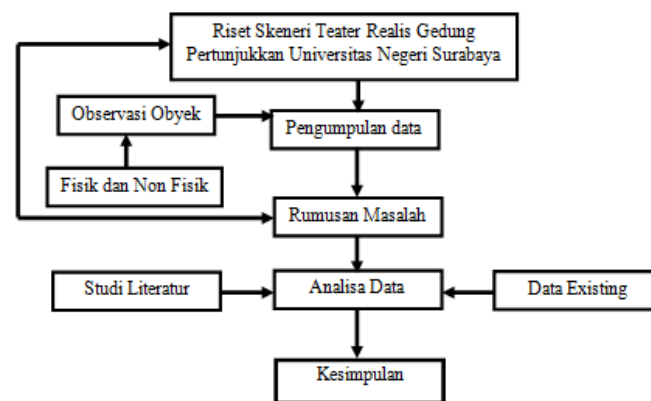 Riset Skeneri Teater Realis Gedung
Pertunjukkan Universitas Negeri Surabaya
Observasi Obyek
Pengumpulan data
Fisik dan Non Fisik
Rumusan Masalah
Studi Literatur
Analisa Data
Data Existing
Kesimpulan